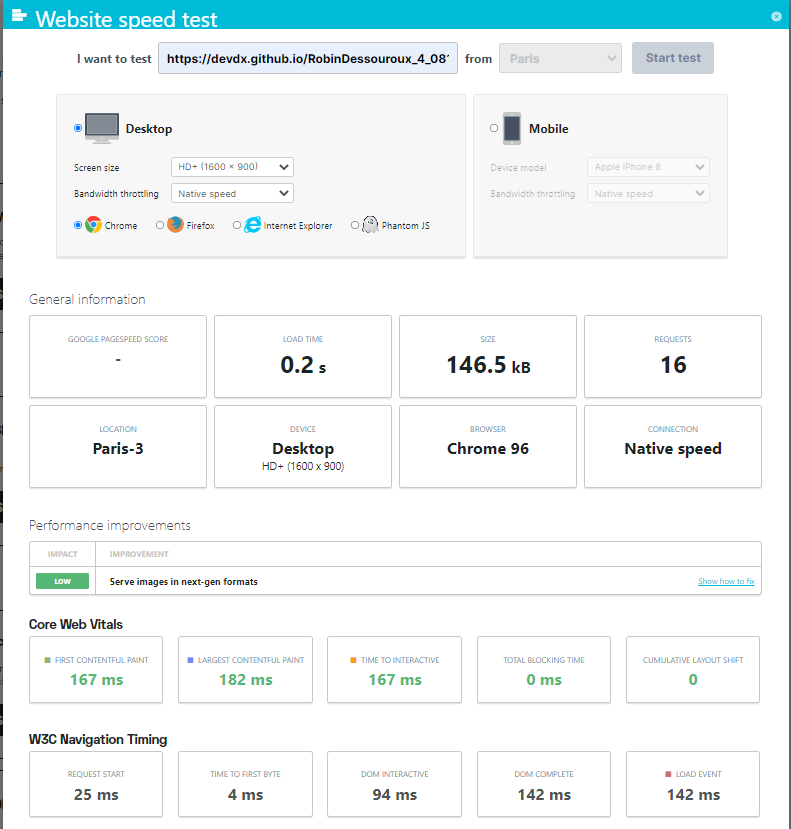 Website speed test
I want to test https://devdx.github.io/RobinDessouroux_4_081 from Paris Start test
Desktop
Screen size HD+ (1600 × 900)
Bandwidth throttling Native speed
Chrome Firefox Internet Explorer Phantom JS
Mobile
Device model Apple iPhone 8
Bandwidth throttling Native speed
General information
GOOGLE PAGESPEED SCORE
-
LOAD TIME
0.2 s
SIZE
146.5 kB
REQUESTS
16
LOCATION
Paris-3
DEVICE
Desktop
HD+ (1600 x 900)
BROWSER
Chrome 96
CONNECTION
Native speed
Performance improvements
IMPACT IMPROVEMENT
LOW Serve images in next-gen formats Show how to fix
Core Web Vitals
FIRST CONTENTFUL PAINT
167 ms
LARGEST CONTENTFUL PAINT
182 ms
TIME TO INTERACTIVE
167 ms
TOTAL BLOCKING TIME
0 ms
CUMULATIVE LAYOUT SHIFT
0
W3C Navigation Timing
REQUEST START
25 ms
TIME TO FIRST BYTE
4 ms
DOM INTERACTIVE
94 ms
DOM COMPLETE
142 ms
LOAD EVENT
142 ms